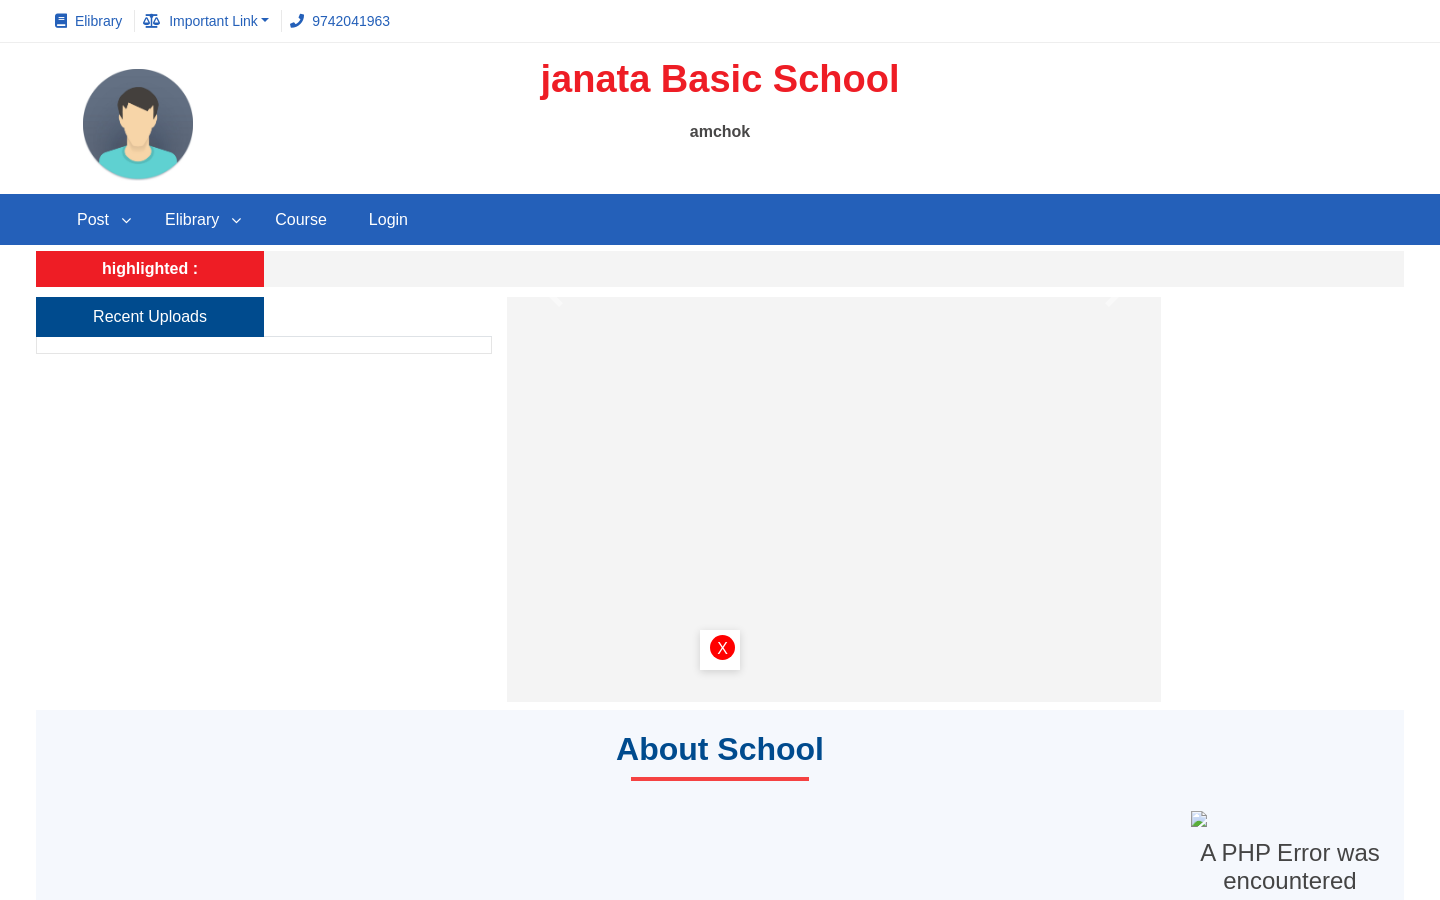 Elibrary
Important Link
9742041963
janata Basic School
amchok
Post
Elibrary
Course
Login
highlighted :
Recent Uploads
X
About School
A PHP Error was
encountered